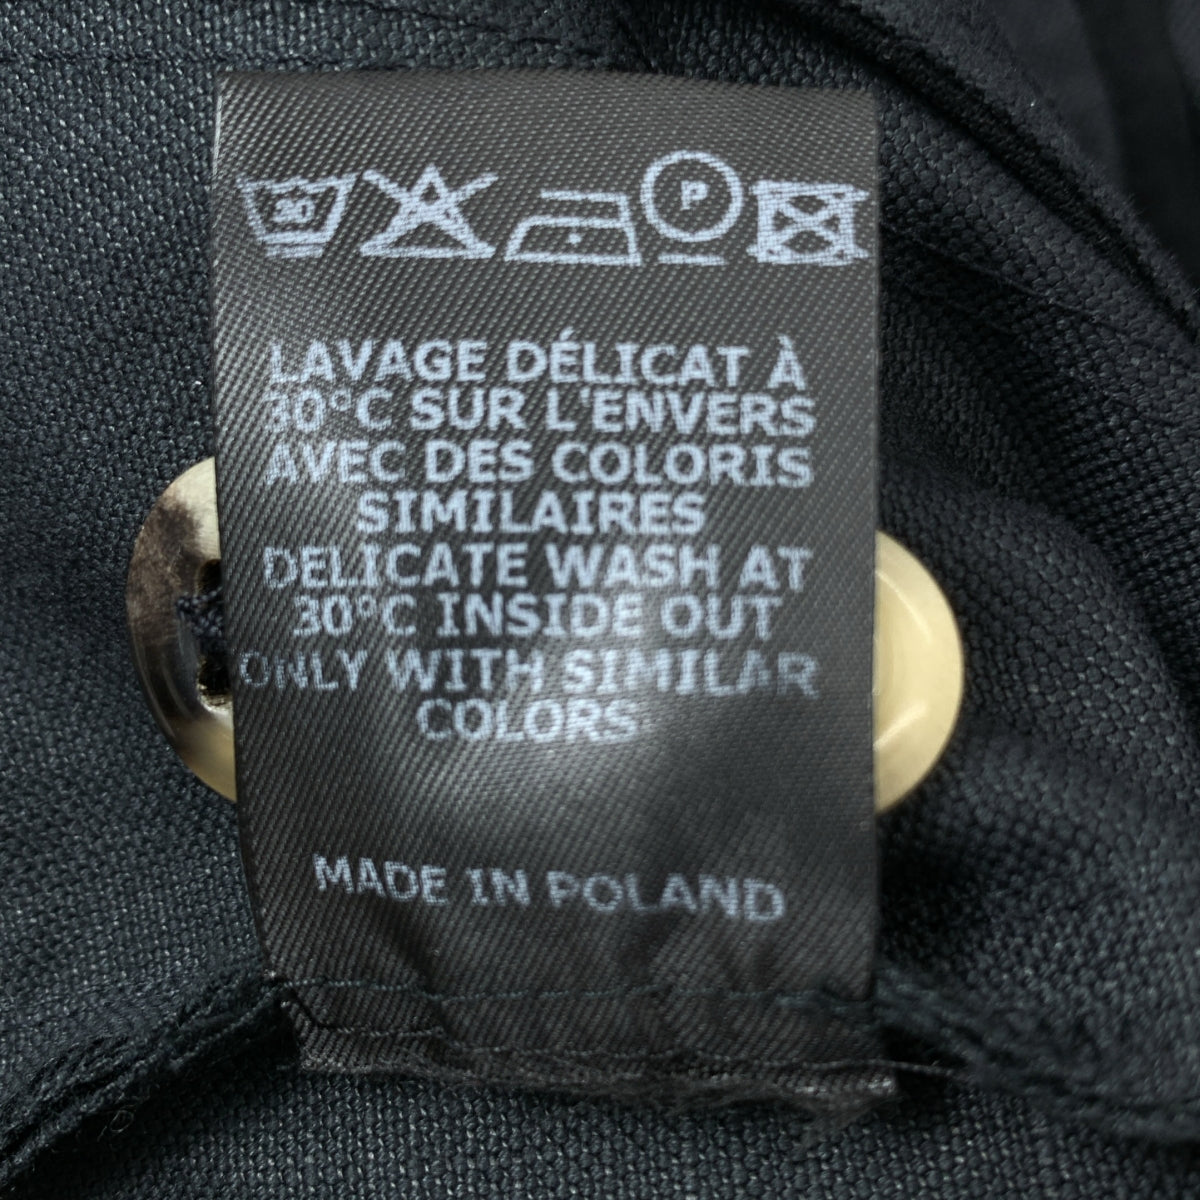 30
P
LAVAGE DÉLICAT À
30°C SUR L'ENVERS
AVEC DES COLORIS
SIMILAIRES
DELICATE WASH AT
30°C INSIDE OUT
ONLY WITH SIMILAR
COLORS
MADE IN POLAND